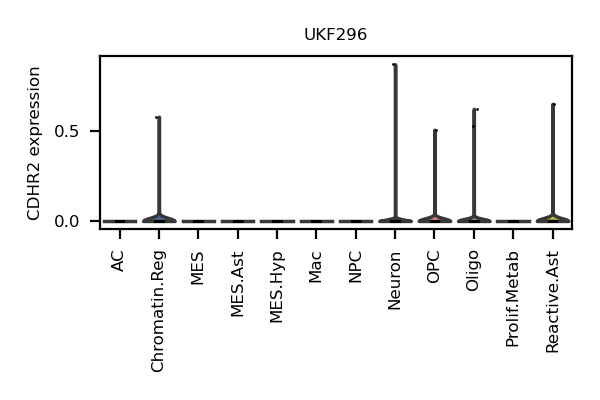 UKF296
CDHR2 expression
0.5
0.0
AC
Chromatin.Reg
MES
MES.Ast
MES.Hyp
Mac
NPC
Neuron
OPC
Oligo
Prolif.Metab
Reactive.Ast